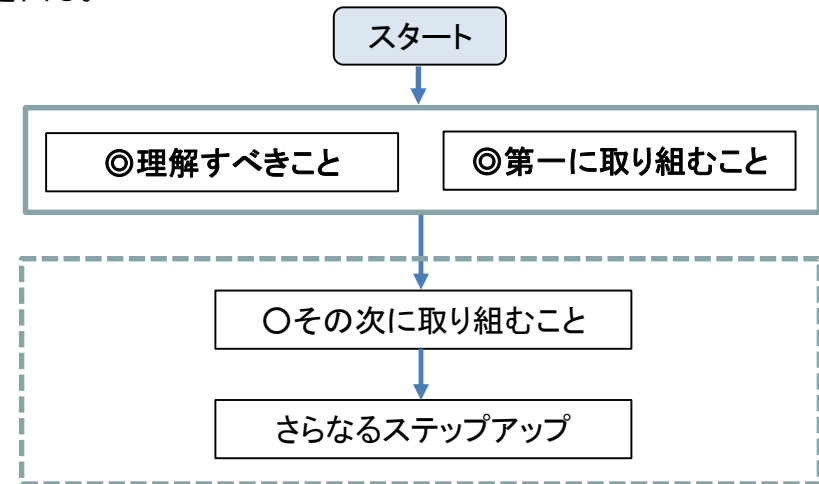 スタート
◎理解すべきこと
◎第一に取り組むこと
〇その次に取り組むこと
さらなるステップアップ